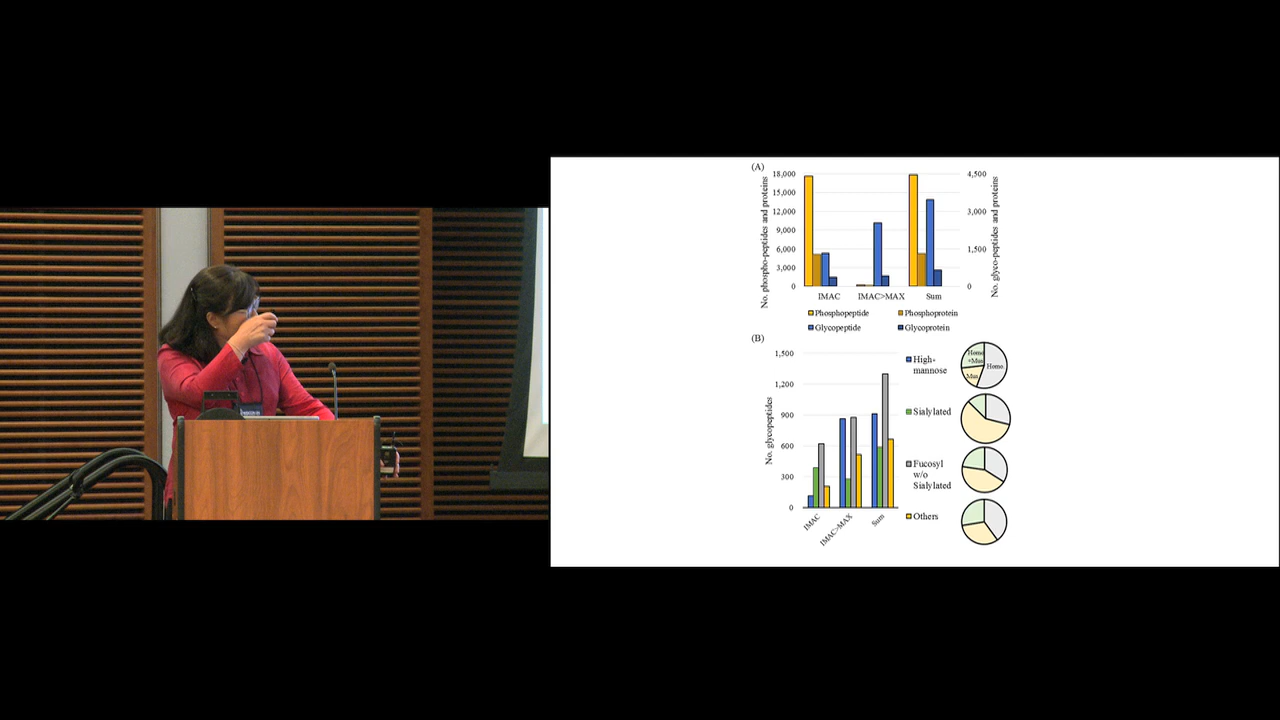 (A)
No. phospho-peptides and proteins
18,000
15,000
12,000
9,000
6,000
3,000
0
4,500
3,000
1,500
0
No. glyco-peptides and proteins
IMAC
IMAC>MAX
Sum
Phosphopeptide
Phosphoprotein
Glycopeptide
Glycoprotein
(B)
No. glycopeptides
1,500
1,200
900
600
300
0
IMAC
IMAC>MAX
Sum
High-
mannose
Sialylated
Fucosyl
w/o
Sialylated
Others
Homo
+Mus
Homo
Mus